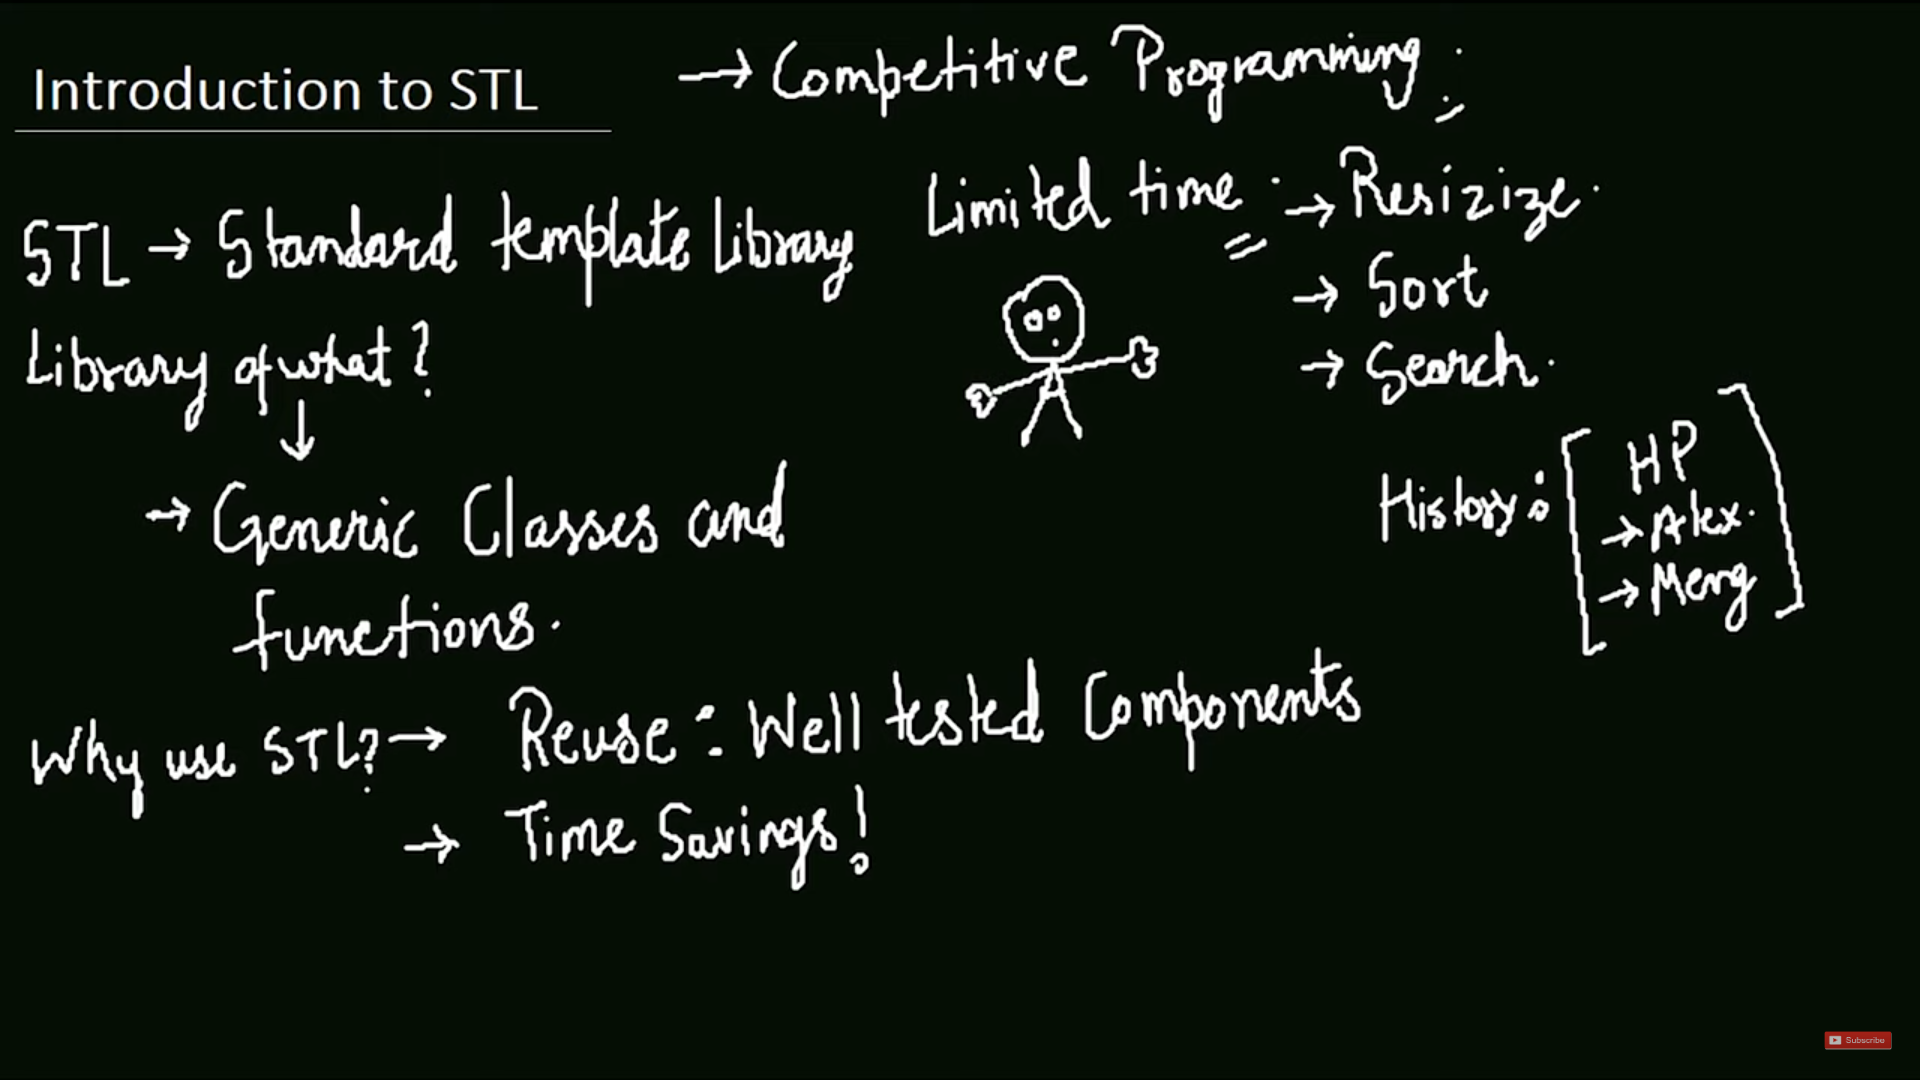 Introduction to STL
→ Competitive Programming
STL → Standard template Library
Library of what?
↓
→ Generic Classes and
functions.
Limited time → Resizize.
→ Sort
→ Search.
History: [ HP
→ Alex.
→ Meng ]
Why use STL? → Reuse: Well tested Components
→ Time Savings!
Subscribe